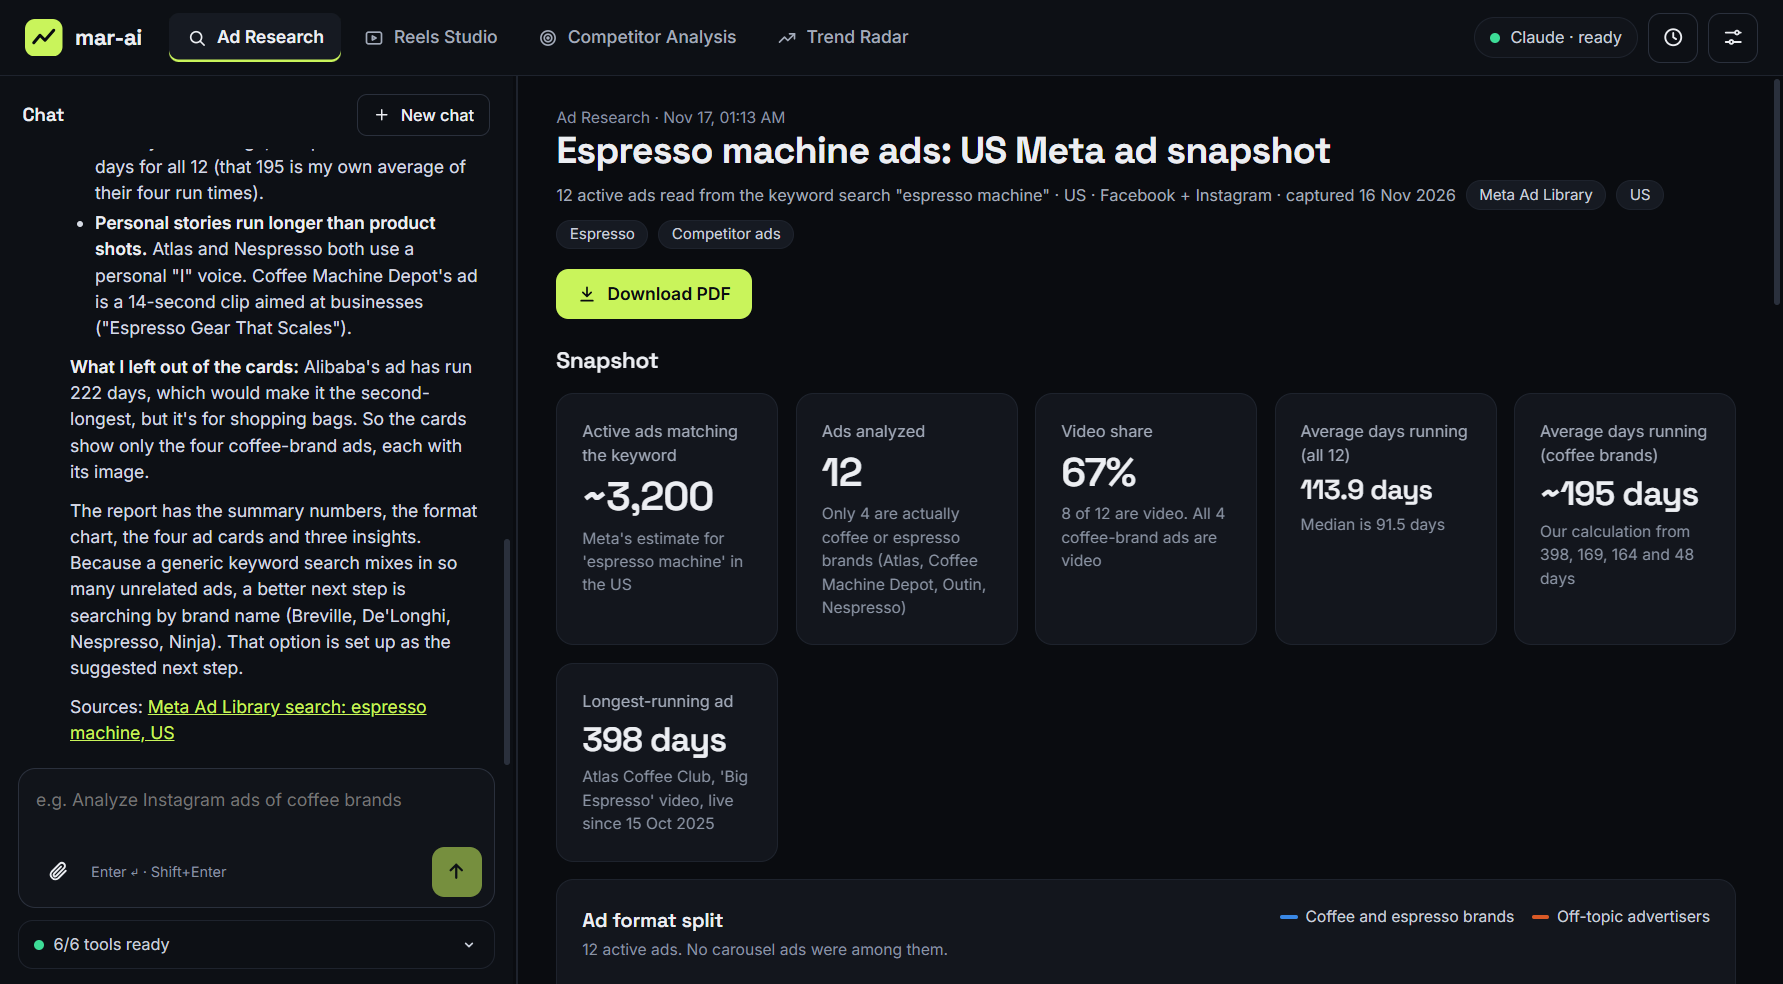 mar-ai
Ad Research
Reels Studio
Competitor Analysis
Trend Radar
Claude · ready
Chat
+ New chat
days for all 12 (that 195 is my own average of
their four run times).
• Personal stories run longer than product
shots. Atlas and Nespresso both use a
personal "I" voice. Coffee Machine Depot's ad
is a 14-second clip aimed at businesses
("Espresso Gear That Scales").
What I left out of the cards: Alibaba's ad has run
222 days, which would make it the second-
longest, but it's for shopping bags. So the cards
show only the four coffee-brand ads, each with
its image.
The report has the summary numbers, the format
chart, the four ad cards and three insights.
Because a generic keyword search mixes in so
many unrelated ads, a better next step is
searching by brand name (Breville, De'Longhi,
Nespresso, Ninja). That option is set up as the
suggested next step.
Sources: Meta Ad Library search: espresso
machine, US
e.g. Analyze Instagram ads of coffee brands
Enter ↵ · Shift+Enter
6/6 tools ready
Ad Research · Nov 17, 01:13 AM
Espresso machine ads: US Meta ad snapshot
12 active ads read from the keyword search "espresso machine" · US · Facebook + Instagram · captured 16 Nov 2026
Meta Ad Library
US
Espresso
Competitor ads
Download PDF
Snapshot
Active ads matching
the keyword
~3,200
Meta's estimate for
'espresso machine' in
the US
Ads analyzed
12
Only 4 are actually
coffee or espresso
brands (Atlas, Coffee
Machine Depot, Outin,
Nespresso)
Video share
67%
8 of 12 are video. All 4
coffee-brand ads are
video
Average days running
(all 12)
113.9 days
Median is 91.5 days
Average days running
(coffee brands)
~195 days
Our calculation from
398, 169, 164 and 48
days
Longest-running ad
398 days
Atlas Coffee Club, 'Big
Espresso' video, live
since 15 Oct 2025
Ad format split
12 active ads. No carousel ads were among them.
Coffee and espresso brands
Off-topic advertisers